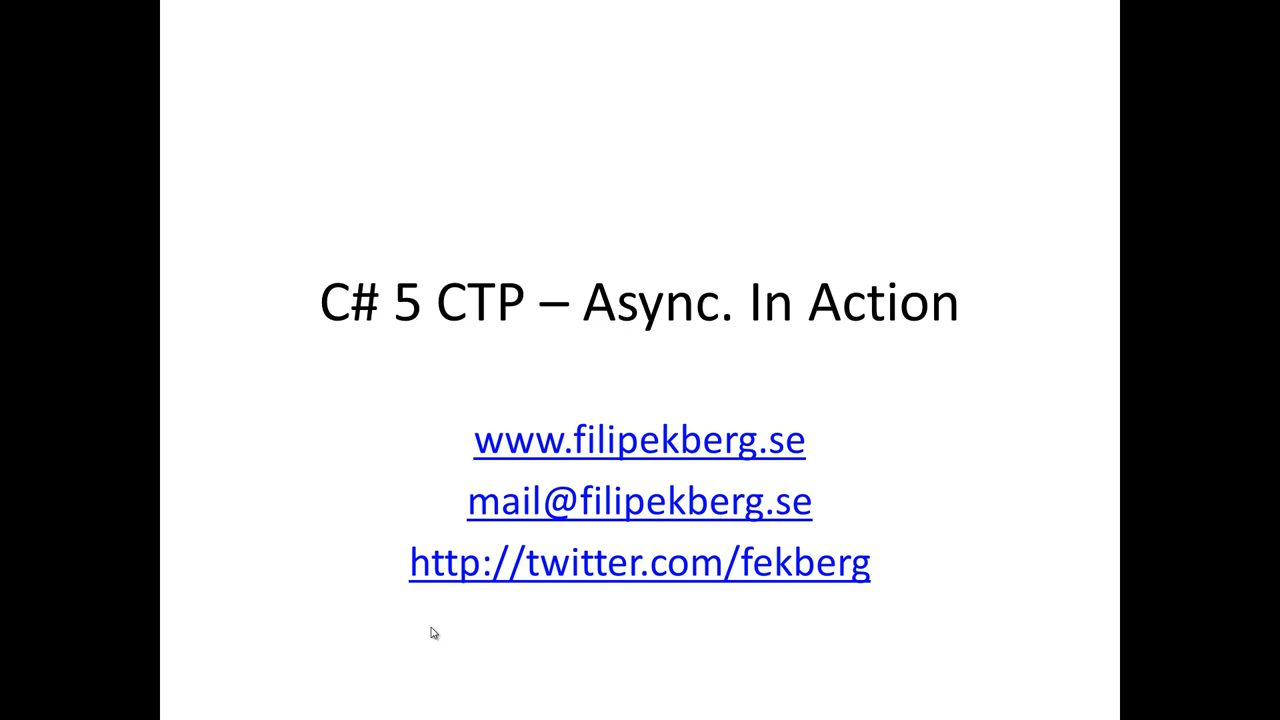 C# 5 CTP – Async. In Action
www.filipekberg.se
mail@filipekberg.se
http://twitter.com/fekberg